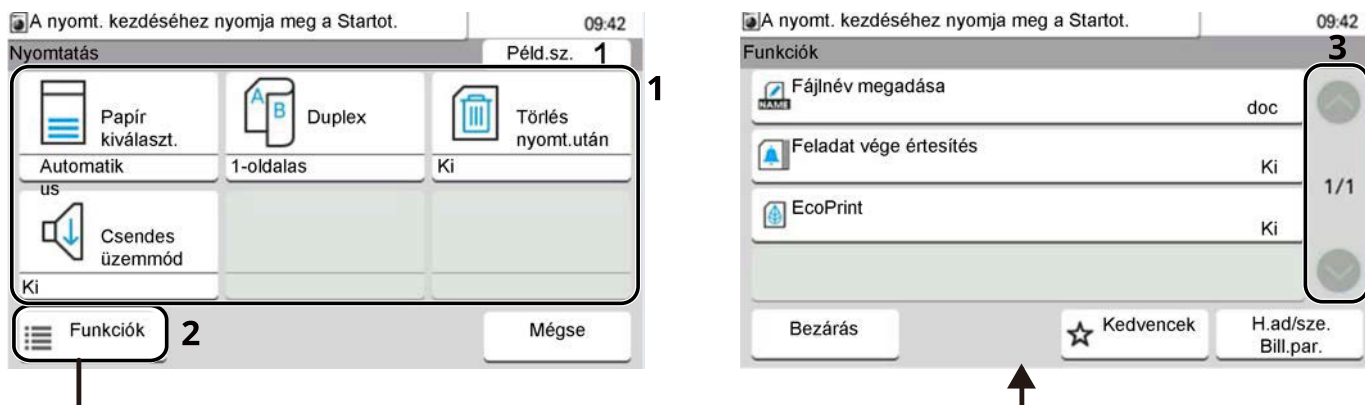 A nyomt. kezdéséhez nyomja meg a Startot.
09:42
Nyomtatás
Péld.sz. 1
1
Papír
kiválaszt.
Automatik
us
Duplex
A
B
1-oldalas
Törlés
nyomt.után
Ki
Csendes
üzemmód
Ki
Funkciók
2
Mégse
A nyomt. kezdéséhez nyomja meg a Startot.
09:42
Funkciók
3
NAME
Fájlnév megadása
doc
Feladat vége értesítés
Ki
1/1
EcoPrint
Ki
Bezárás
Kedvencek
H.ad/sze.
Bill.par.